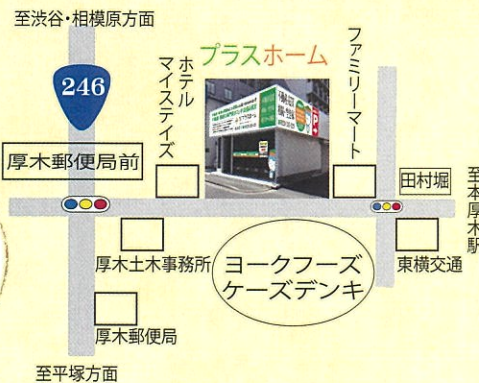 至渋谷・相模原方面
246
ホテル
マイステイズ
プラスホーム
ファミリーマート
厚木郵便局前
田村堀
至本厚木駅
厚木土木事務所
ヨークフーズ
ケーズデンキ
東横交通
厚木郵便局
至平塚方面